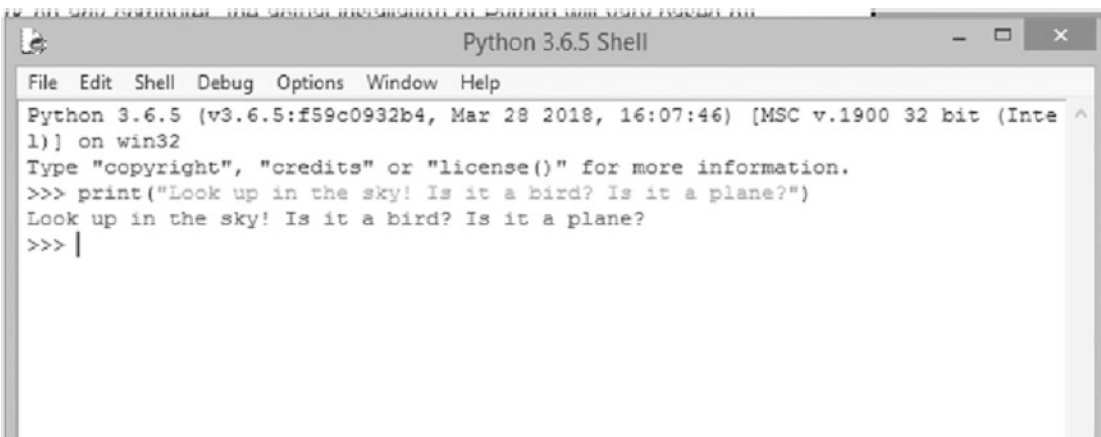 Python 3.6.5 Shell
File Edit Shell Debug Options Window Help
Python 3.6.5 (v3.6.5:f59c0932b4, Mar 28 2018, 16:07:46) [MSC v.1900 32 bit (Inte
l)] on win32
Type "copyright", "credits" or "license()" for more information.
>>> print("Look up in the sky! Is it a bird? Is it a plane?")
Look up in the sky! Is it a bird? Is it a plane?
>>>